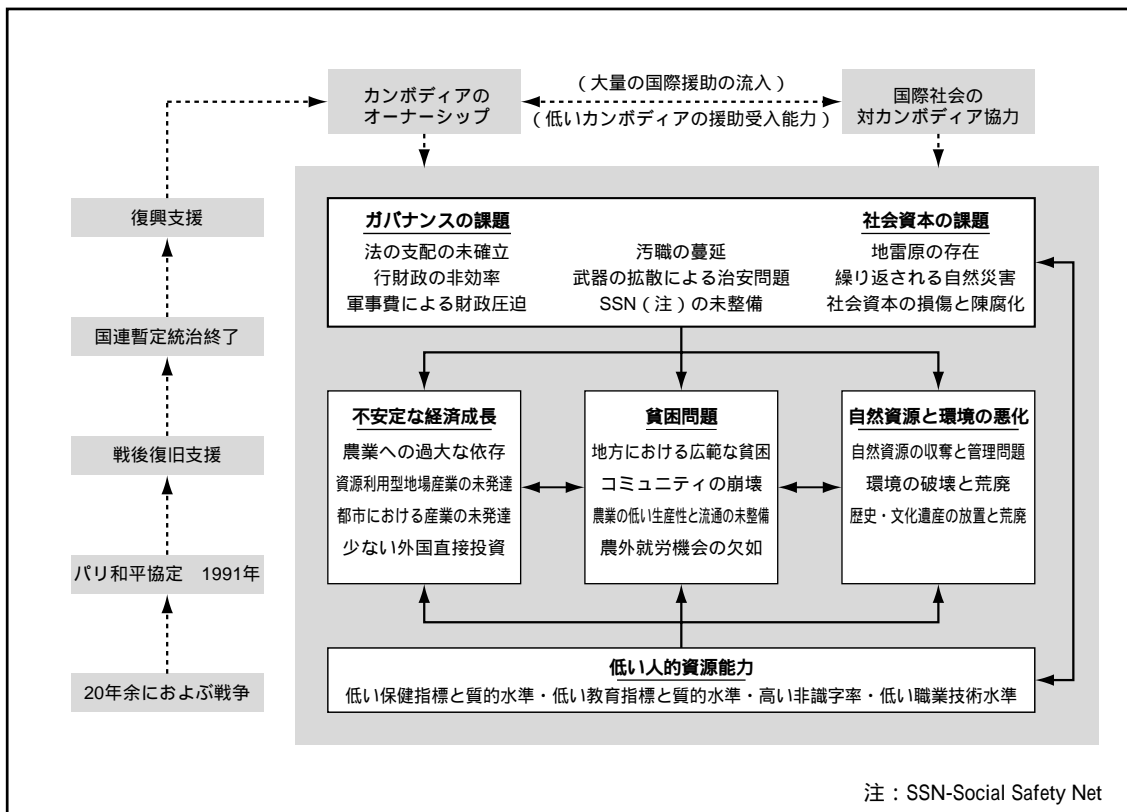 カンボディアの
オーナーシップ
（大量の国際援助の流入）
（低いカンボディアの援助受入能力）
国際社会の
対カンボディア協力
復興支援
国連暫定統治終了
戦後復旧支援
パリ和平協定　1991年
20年余におよぶ戦争
ガバナンスの課題
法の支配の未確立
行財政の非効率
軍事費による財政圧迫
汚職の蔓延
武器の拡散による治安問題
SSN（注）の未整備
社会資本の課題
地雷原の存在
繰り返される自然災害
社会資本の損傷と陳腐化
不安定な経済成長
農業への過大な依存
資源利用型地場産業の未発達
都市における産業の未発達
少ない外国直接投資
貧困問題
地方における広範な貧困
コミュニティの崩壊
農業の低い生産性と流通の未整備
農外就労機会の欠如
自然資源と環境の悪化
自然資源の収奪と管理問題
環境の破壊と荒廃
歴史・文化遺産の放置と荒廃
低い人的資源能力
低い保健指標と質的水準・低い教育指標と質的水準・高い非識字率・低い職業技術水準
注：SSN-Social Safety Net